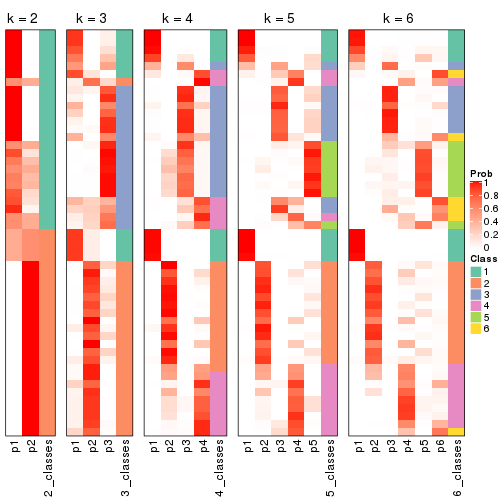 k = 2
k = 3
k = 4
k = 5
k = 6
Prob
1
0.8
0.6
0.4
0.2
0
Class
1
2
3
4
5
6
p1
p2
2_classes
p1
p2
p3
3_classes
p1
p2
p3
p4
4_classes
p1
p2
p3
p4
p5
5_classes
p1
p2
p3
p4
p5
p6
6_classes